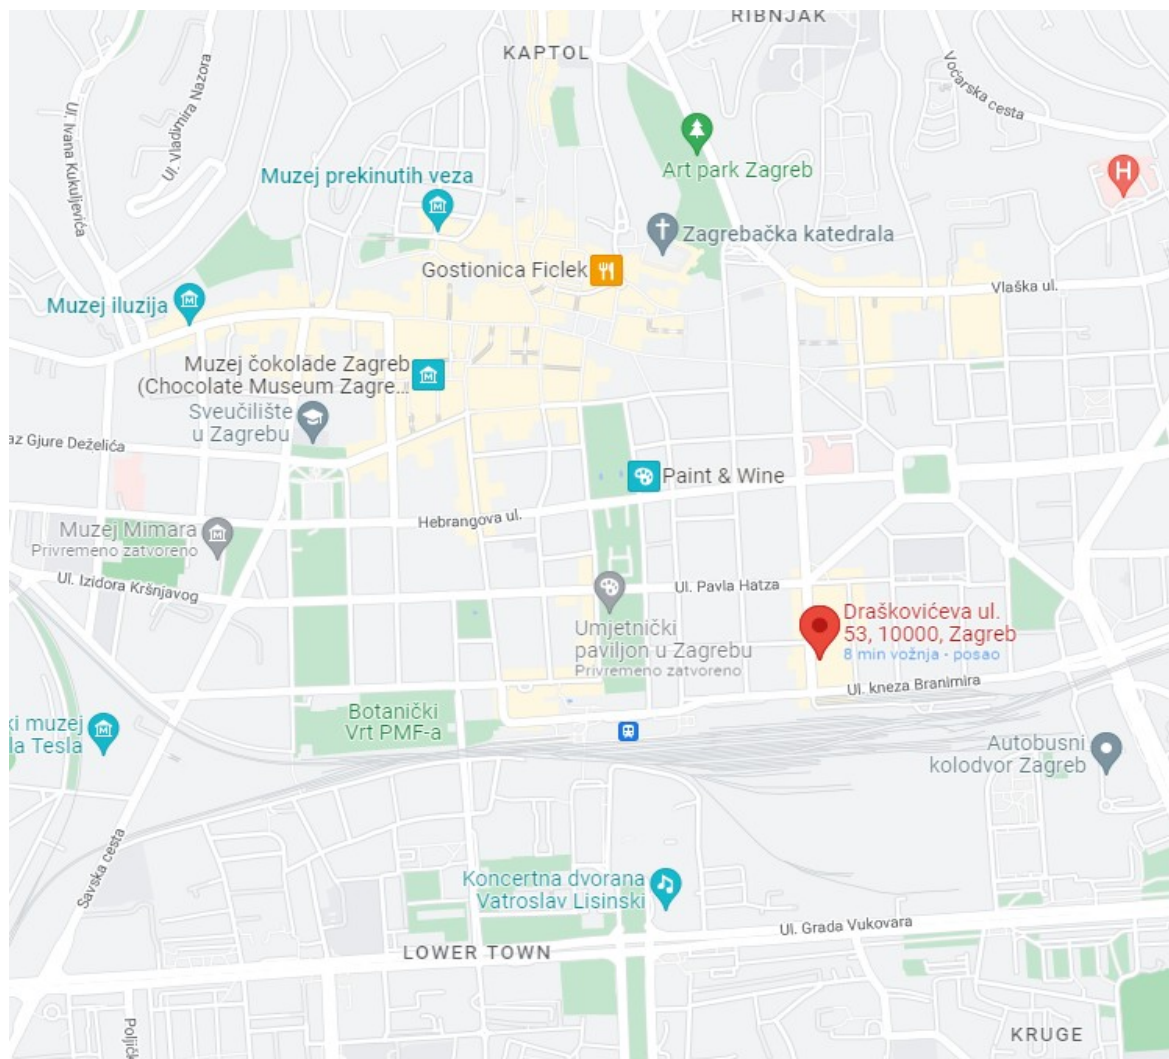 RIBNJAK
KAPTOL
Voćarska cesta
Ul. Ivana Kukuljevića
Ul. Vladimira Nazora
Art park Zagreb
H
Muzej prekinutih veza
Zagrebačka katedrala
Gostionica Ficlek
Vlaška ul.
Muzej iluzija
Muzej čokolade Zagreb
(Chocolate Museum Zagre...
Sveučilište
u Zagrebu
az Gjure Deželića
Paint & Wine
Hebrangova ul.
Muzej Mimara
Privremeno zatvoreno
Ul. Izidora Kršnjavog
Ul. Pavla Hatza
Draškovićeva ul.
53, 10000, Zagreb
8 min vožnja - posao
Umjetnički
paviljon u Zagrebu
Privremeno zatvoreno
Ul. kneza Branimira
Botanički
Vrt PMF-a
ki muzej
la Tesla
Autobusni
kolodvor Zagreb
Savska cesta
Koncertna dvorana
Vatroslav Lisinski
Ul. Grada Vukovara
LOWER TOWN
Poljičk
KRUGE